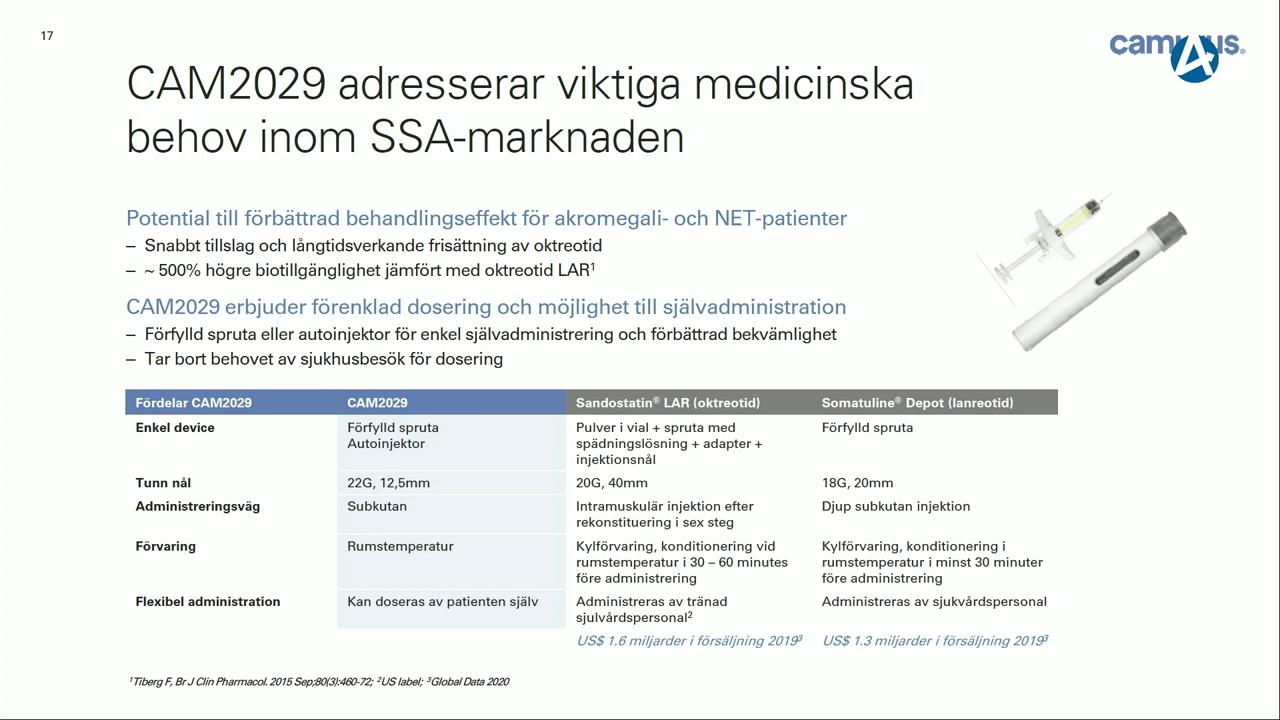 17
CAM2029 adresserar viktiga medicinska
behov inom SSA-marknaden
Potential till förbättrad behandlingseffekt för akromegali- och NET-patienter
– Snabbt tillslag och långtidsverkande frisättning av oktreotid
– ~ 500% högre biotillgänglighet jämfört med oktreotid LAR¹
CAM2029 erbjuder förenklad dosering och möjlighet till självadministration
– Förfylld spruta eller autoinjektor för enkel självadministrering och förbättrad bekvämlighet
– Tar bort behovet av sjukhusbesök för dosering
Fördelar CAM2029 CAM2029 Sandostatin® LAR (oktreotid) Somatuline® Depot (lanreotid)
Enkel device Förfylld spruta Pulver i vial + spruta med Förfylld spruta
Autoinjektor spädningslösning + adapter +
injektionsnål
Tunn nål 22G, 12,5mm 20G, 40mm 18G, 20mm
Administreringsväg Subkutan Intramuskulär injektion efter Djup subkutan injektion
rekonstituering i sex steg
Förvaring Rumstemperatur Kylförvaring, konditionering vid Kylförvaring, konditionering i
rumstemperatur i 30 – 60 minutes rumstemperatur i minst 30 minuter
före administrering före administrering
Flexibel administration Kan doseras av patienten själv Administreras av tränad Administreras av sjukvårdspersonal
sjulvårdspersonal²
US$ 1.6 miljarder i försäljning 2019³ US$ 1.3 miljarder i försäljning 2019³
¹Tiberg F, Br J Clin Pharmacol. 2015 Sep;80(3):460-72; ²US label; ³Global Data 2020